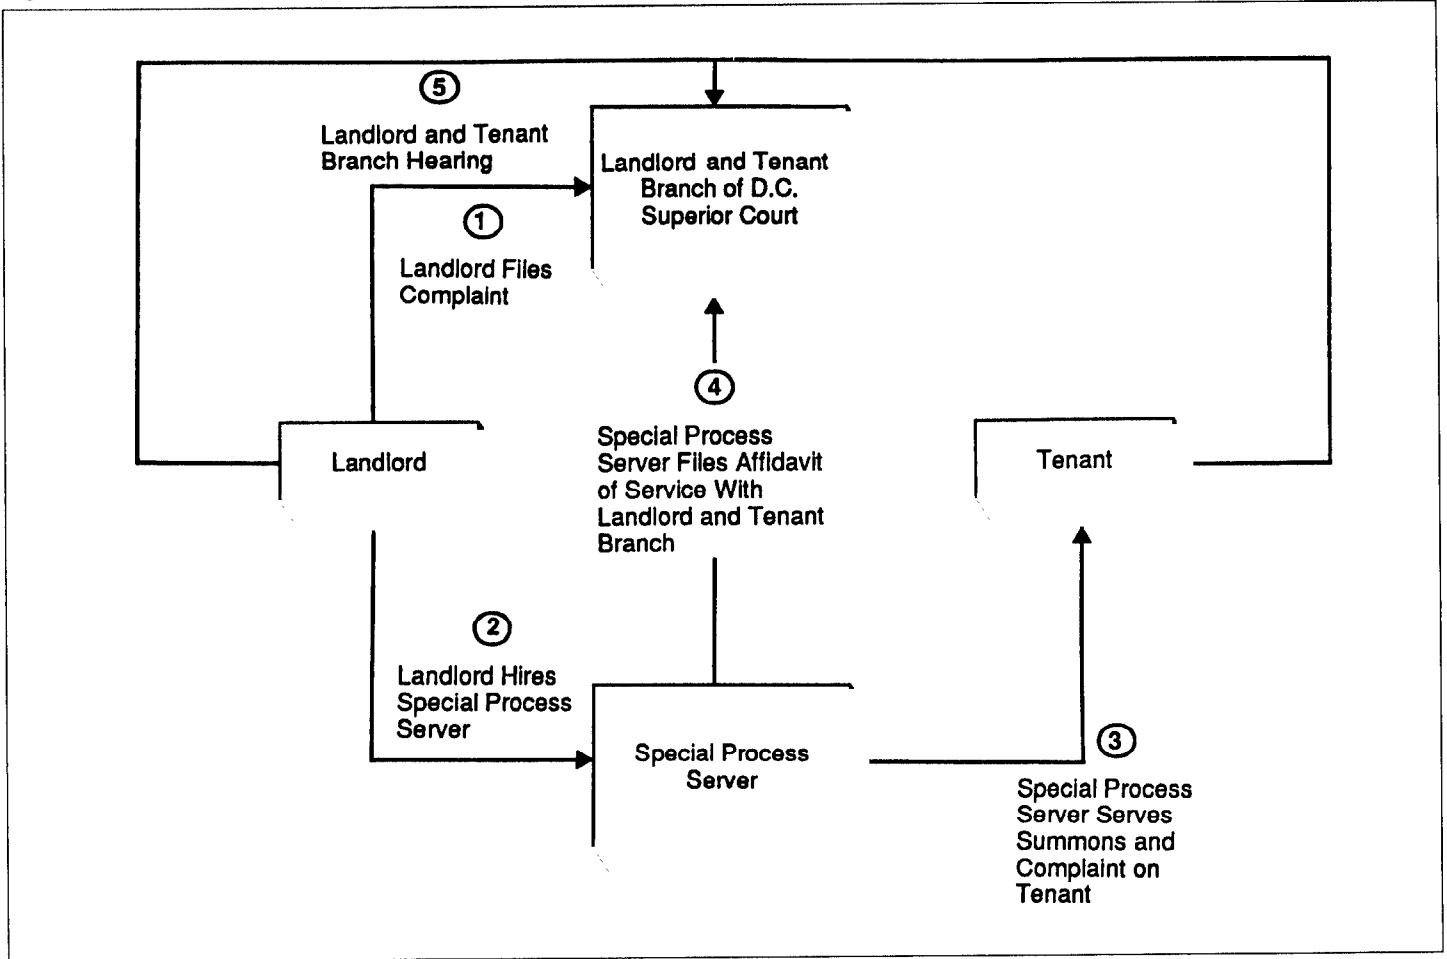 5
Landlord and Tenant
Branch Hearing
Landlord and Tenant
Branch of D.C.
Superior Court
1
Landlord Files
Complaint
Landlord
4
Special Process
Server Files Affidavit
of Service With
Landlord and Tenant
Branch
Tenant
2
Landlord Hires
Special Process
Server
Special Process
Server
3
Special Process
Server Serves
Summons and
Complaint on
Tenant